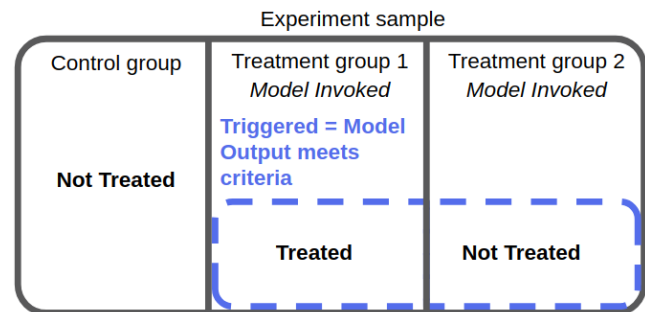 Experiment sample
Control group
Not Treated
Treatment group 1
Model Invoked
Triggered = Model
Output meets
criteria
Treated
Treatment group 2
Model Invoked
Not Treated